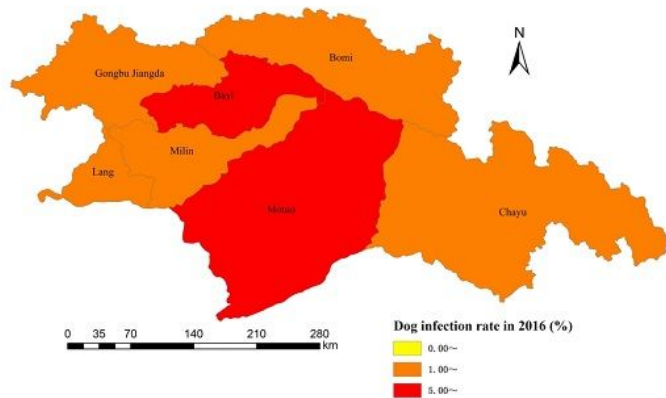 N
Bomi
Gongbu Jiangda
Bayi
Milin
Lang
Motuo
Chayu
0 35 70 140 210 280
km
Dog infection rate in 2016 (%)
0.00~
1.00~
5.00~